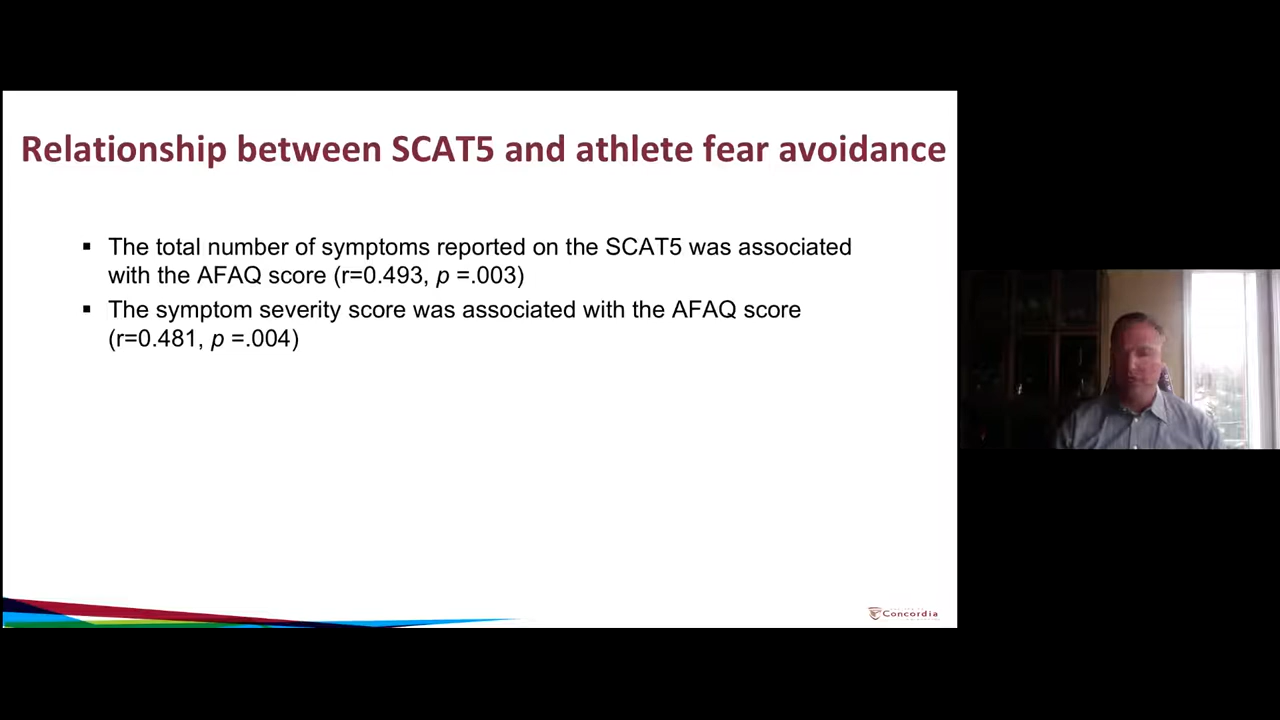 Relationship between SCAT5 and athlete fear avoidance
▪ The total number of symptoms reported on the SCAT5 was associated
with the AFAQ score (r=0.493, p =.003)
▪ The symptom severity score was associated with the AFAQ score
(r=0.481, p =.004)
Concordia